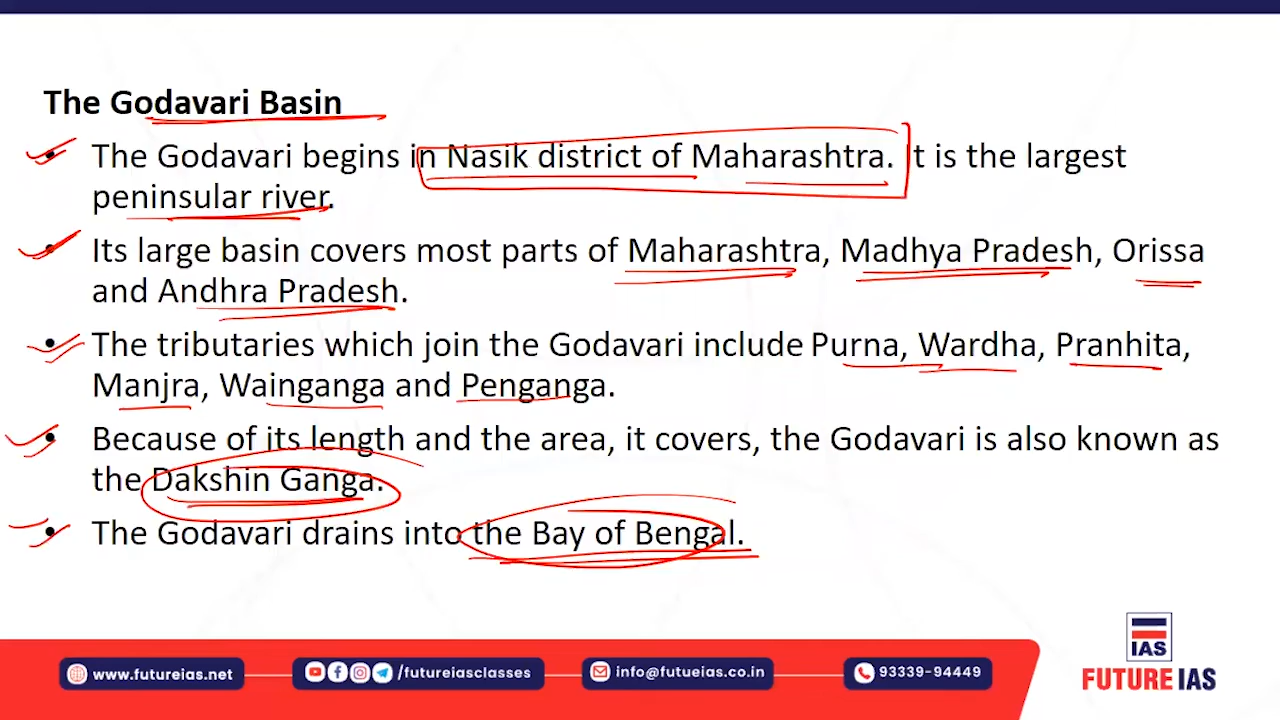 The Godavari Basin
• The Godavari begins in Nasik district of Maharashtra. It is the largest
peninsular river.
• Its large basin covers most parts of Maharashtra, Madhya Pradesh, Orissa
and Andhra Pradesh.
• The tributaries which join the Godavari include Purna, Wardha, Pranhita,
Manjra, Wainganga and Penganga.
• Because of its length and the area, it covers, the Godavari is also known as
the Dakshin Ganga.
• The Godavari drains into the Bay of Bengal.
IAS
www.futureias.net
/futureiasclasses
info@futueias.co.in
93339-94449
FUTURE IAS